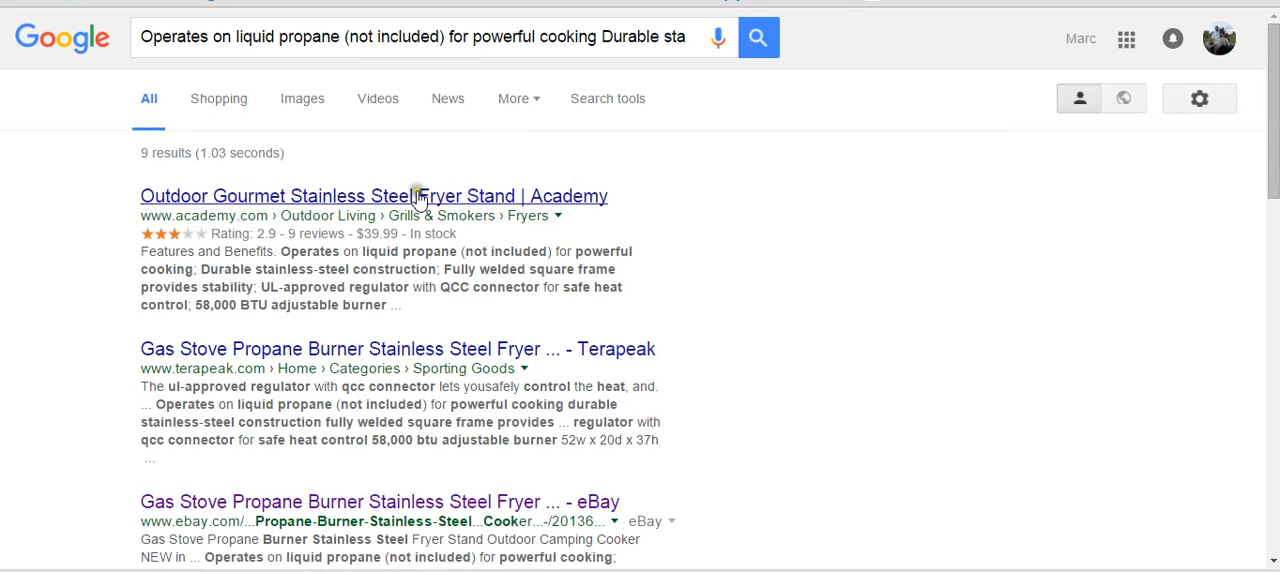 Google
Operates on liquid propane (not included) for powerful cooking Durable sta
Marc
All Shopping Images Videos News More Search tools
9 results (1.03 seconds)
Outdoor Gourmet Stainless Steel Fryer Stand | Academy
www.academy.com › Outdoor Living › Grills & Smokers › Fryers
Rating: 2.9 - 9 reviews - $39.99 - In stock
Features and Benefits. Operates on liquid propane (not included) for powerful
cooking; Durable stainless-steel construction; Fully welded square frame
provides stability; UL-approved regulator with QCC connector for safe heat
control; 58,000 BTU adjustable burner ...
Gas Stove Propane Burner Stainless Steel Fryer ... - Terapeak
www.terapeak.com › Home › Categories › Sporting Goods
The ul-approved regulator with qcc connector lets yousafely control the heat, and.
... Operates on liquid propane (not included) for powerful cooking durable
stainless-steel construction fully welded square frame provides ... regulator with
qcc connector for safe heat control 58,000 btu adjustable burner 52w x 20d x 37h
...
Gas Stove Propane Burner Stainless Steel Fryer ... - eBay
www.ebay.com/...Propane-Burner-Stainless-Steel...Cooker...-/20136... eBay
Gas Stove Propane Burner Stainless Steel Fryer Stand Outdoor Camping Cooker
NEW in ... Operates on liquid propane (not included) for powerful cooking;